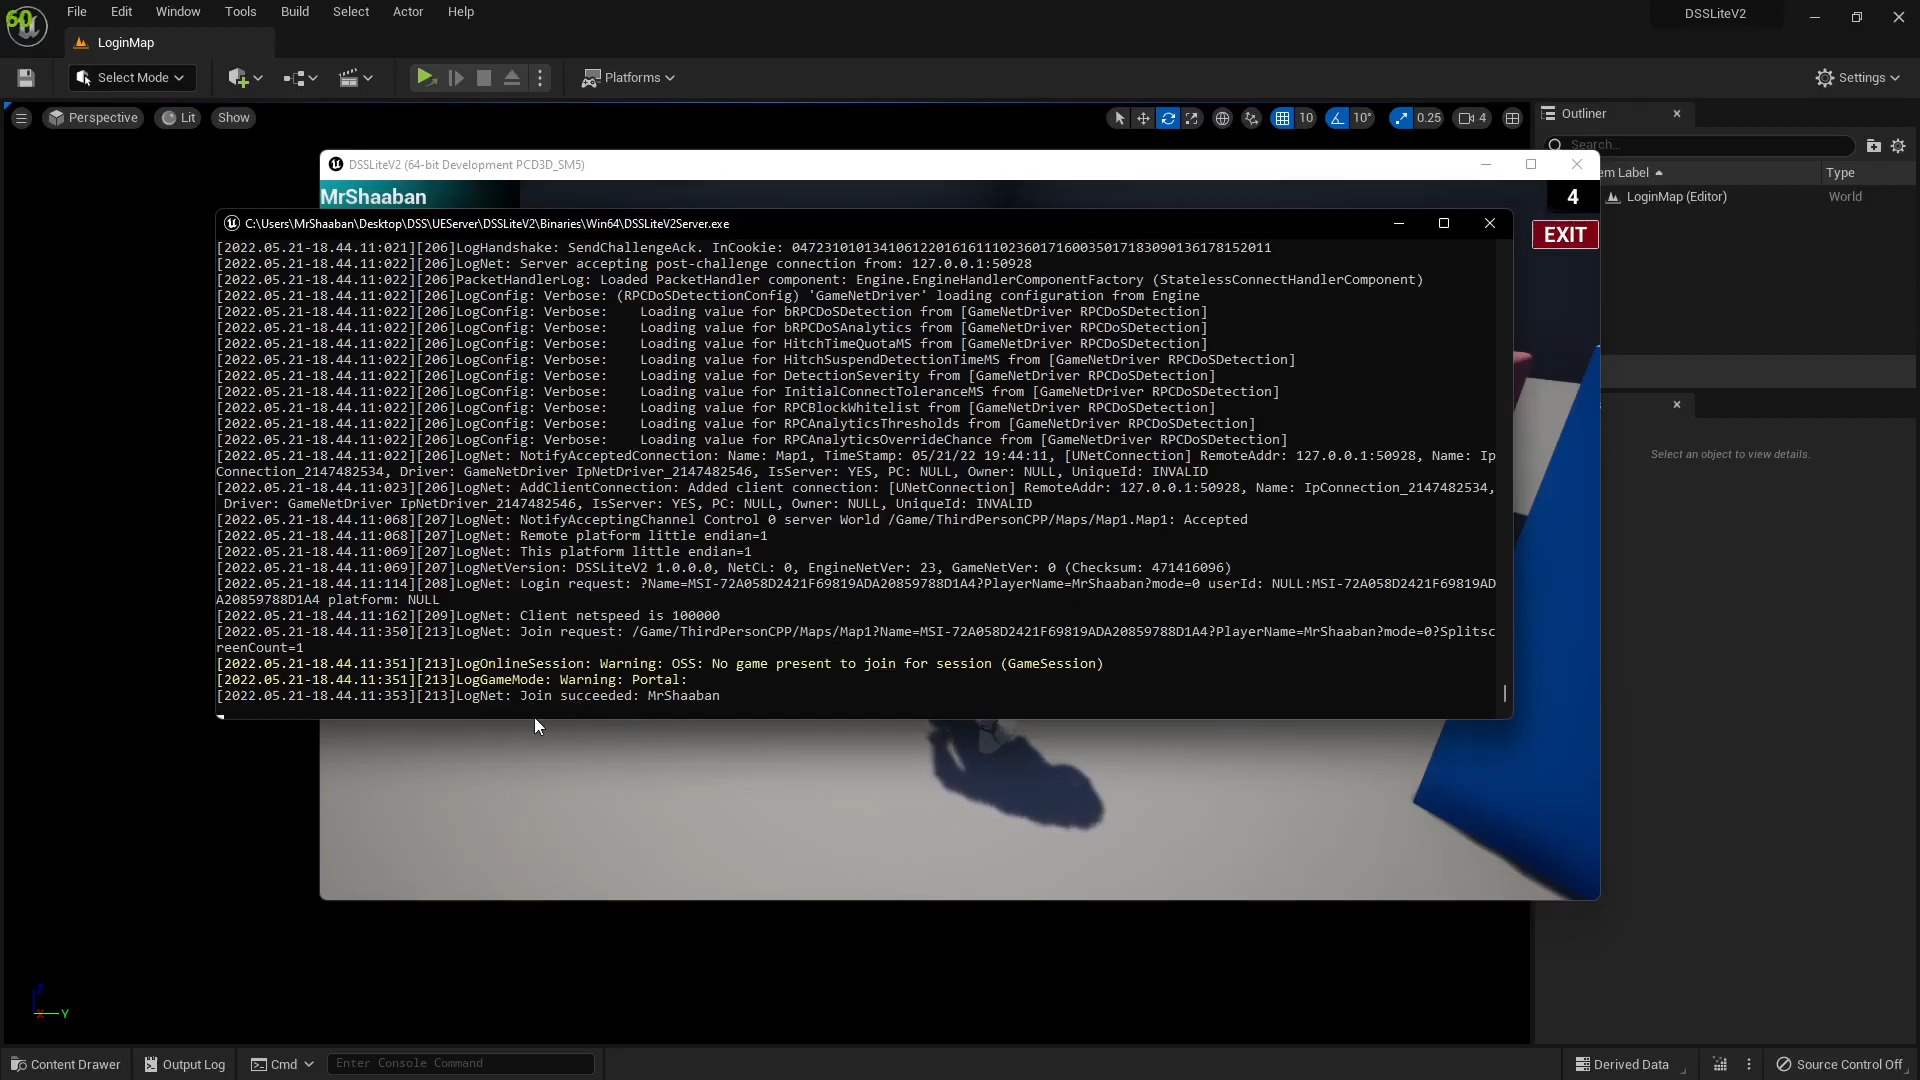 60
File Edit Window Tools Build Select Actor Help
DSSLiteV2
LoginMap
Select Mode
Platforms
Settings
Perspective Lit Show
10 10° 0.25 4
Outliner
Search...
em Label Type
LoginMap (Editor) World
DSSLiteV2 (64-bit Development PCD3D_SM5)
MrShaaban
4
EXIT
C:\Users\MrShaaban\Desktop\DSS\UEServer\DSSLiteV2\Binaries\Win64\DSSLiteV2Server.exe
[2022.05.21-18.44.11:021][206]LogHandshake: SendChallengeAck. InCookie: 047231010134106122016161110236017160035017183090136178152011
[2022.05.21-18.44.11:022][206]LogNet: Server accepting post-challenge connection from: 127.0.0.1:50928
[2022.05.21-18.44.11:022][206]PacketHandlerLog: Loaded PacketHandler component: Engine.EngineHandlerComponentFactory (StatelessConnectHandlerComponent)
[2022.05.21-18.44.11:022][206]LogConfig: Verbose: (RPCDoSDetectionConfig) 'GameNetDriver' loading configuration from Engine
[2022.05.21-18.44.11:022][206]LogConfig: Verbose:    Loading value for bRPCDoSDetection from [GameNetDriver RPCDoSDetection]
[2022.05.21-18.44.11:022][206]LogConfig: Verbose:    Loading value for bRPCDoSAnalytics from [GameNetDriver RPCDoSDetection]
[2022.05.21-18.44.11:022][206]LogConfig: Verbose:    Loading value for HitchTimeQuotaMS from [GameNetDriver RPCDoSDetection]
[2022.05.21-18.44.11:022][206]LogConfig: Verbose:    Loading value for HitchSuspendDetectionTimeMS from [GameNetDriver RPCDoSDetection]
[2022.05.21-18.44.11:022][206]LogConfig: Verbose:    Loading value for DetectionSeverity from [GameNetDriver RPCDoSDetection]
[2022.05.21-18.44.11:022][206]LogConfig: Verbose:    Loading value for InitialConnectToleranceMS from [GameNetDriver RPCDoSDetection]
[2022.05.21-18.44.11:022][206]LogConfig: Verbose:    Loading value for RPCBlockWhitelist from [GameNetDriver RPCDoSDetection]
[2022.05.21-18.44.11:022][206]LogConfig: Verbose:    Loading value for RPCAnalyticsThresholds from [GameNetDriver RPCDoSDetection]
[2022.05.21-18.44.11:022][206]LogConfig: Verbose:    Loading value for RPCAnalyticsOverrideChance from [GameNetDriver RPCDoSDetection]
[2022.05.21-18.44.11:022][206]LogNet: NotifyAcceptedConnection: Name: Map1, TimeStamp: 05/21/22 19:44:11, [UNetConnection] RemoteAddr: 127.0.0.1:50928, Name: Ip
Connection_2147482534, Driver: GameNetDriver IpNetDriver_2147482546, IsServer: YES, PC: NULL, Owner: NULL, UniqueId: INVALID
[2022.05.21-18.44.11:023][206]LogNet: AddClientConnection: Added client connection: [UNetConnection] RemoteAddr: 127.0.0.1:50928, Name: IpConnection_2147482534,
Driver: GameNetDriver IpNetDriver_2147482546, IsServer: YES, PC: NULL, Owner: NULL, UniqueId: INVALID
[2022.05.21-18.44.11:068][207]LogNet: NotifyAcceptingChannel Control 0 server World /Game/ThirdPersonCPP/Maps/Map1.Map1: Accepted
[2022.05.21-18.44.11:068][207]LogNet: Remote platform little endian=1
[2022.05.21-18.44.11:069][207]LogNet: This platform little endian=1
[2022.05.21-18.44.11:069][207]LogNetVersion: DSSLiteV2 1.0.0.0, NetCL: 0, EngineNetVer: 23, GameNetVer: 0 (Checksum: 471416096)
[2022.05.21-18.44.11:114][208]LogNet: Login request: ?Name=MSI-72A058D2421F69819ADA20859788D1A4?PlayerName=MrShaaban?mode=0 userId: NULL:MSI-72A058D2421F69819AD
A20859788D1A4 platform: NULL
[2022.05.21-18.44.11:162][209]LogNet: Client netspeed is 100000
[2022.05.21-18.44.11:350][213]LogNet: Join request: /Game/ThirdPersonCPP/Maps/Map1?Name=MSI-72A058D2421F69819ADA20859788D1A4?PlayerName=MrShaaban?mode=0?Splitsc
reenCount=1
[2022.05.21-18.44.11:351][213]LogOnlineSession: Warning: OSS: No game present to join for session (GameSession)
[2022.05.21-18.44.11:351][213]LogGameMode: Warning: Portal:
[2022.05.21-18.44.11:353][213]LogNet: Join succeeded: MrShaaban
Select an object to view details.
Z
X Y
Content Drawer Output Log Cmd Enter Console Command
Derived Data Source Control Off